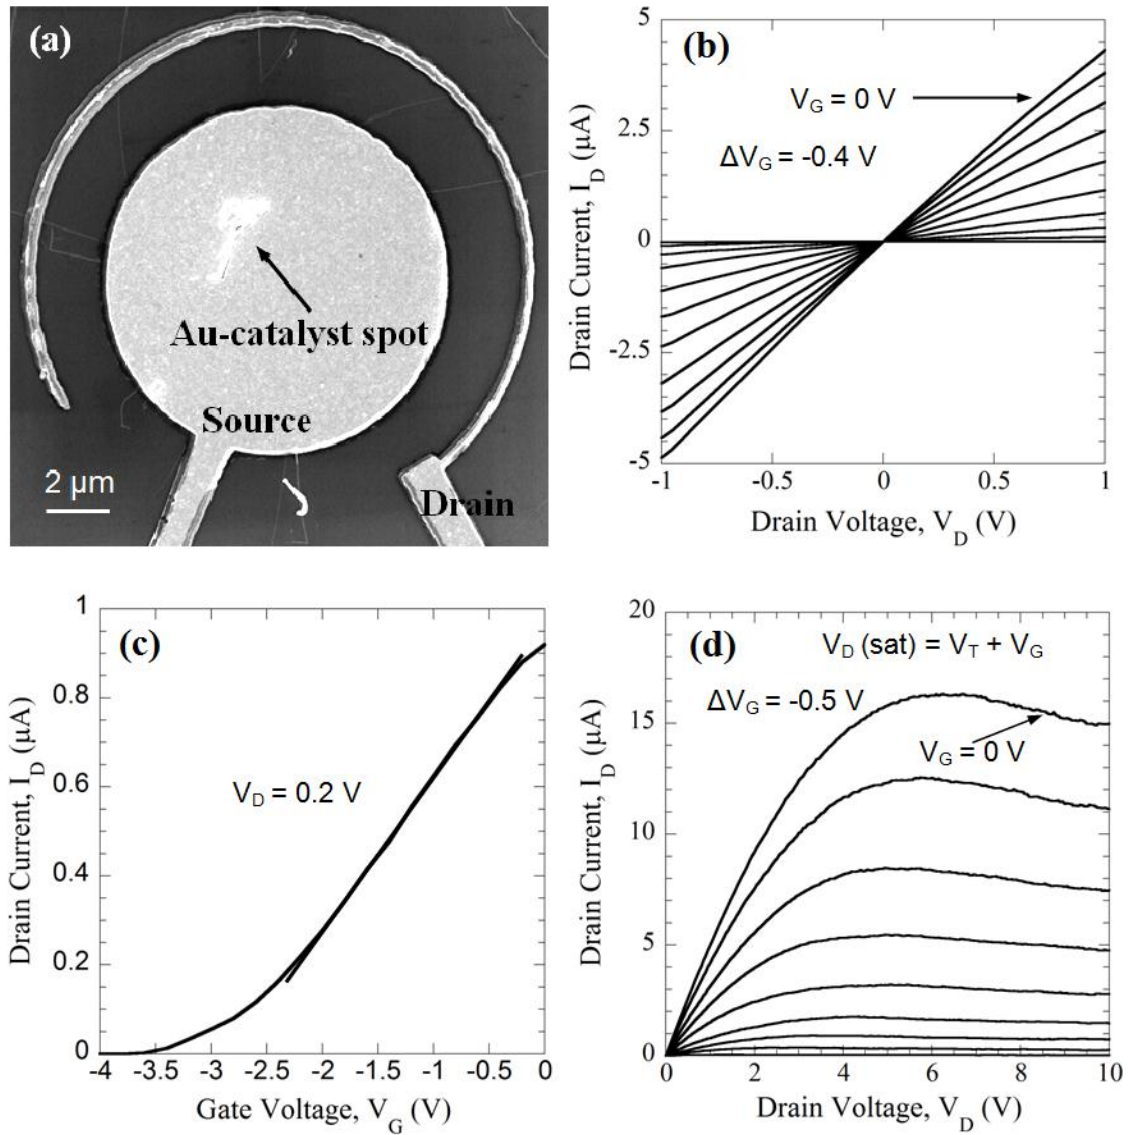 (a)
Au-catalyst spot
Source
2 µm
Drain
(b)
V_G = 0 V
ΔV_G = -0.4 V
5
2.5
0
-2.5
-5
Drain Current, I_D (µA)
-1
-0.5
0
0.5
1
Drain Voltage, V_D (V)
(c)
V_D = 0.2 V
1
0.8
0.6
0.4
0.2
0
Drain Current, I_D (µA)
-4
-3.5
-3
-2.5
-2
-1.5
-1
-0.5
0
Gate Voltage, V_G (V)
(d)
V_D (sat) = V_T + V_G
ΔV_G = -0.5 V
V_G = 0 V
20
15
10
5
0
Drain Current, I_D (µA)
0
2
4
6
8
10
Drain Voltage, V_D (V)